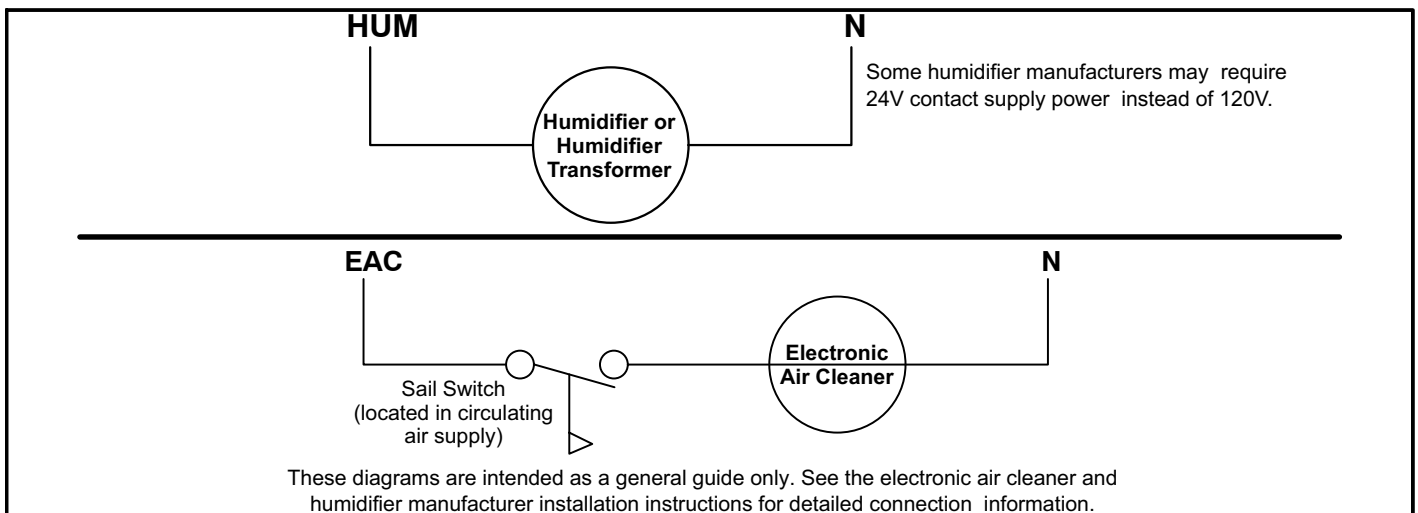 HUM N
Some humidifier manufacturers may require
24V contact supply power instead of 120V.
Humidifier or
Humidifier
Transformer
EAC N
Electronic
Air Cleaner
Sail Switch
(located in circulating
air supply)
These diagrams are intended as a general guide only. See the electronic air cleaner and
humidifier manufacturer installation instructions for detailed connection information.